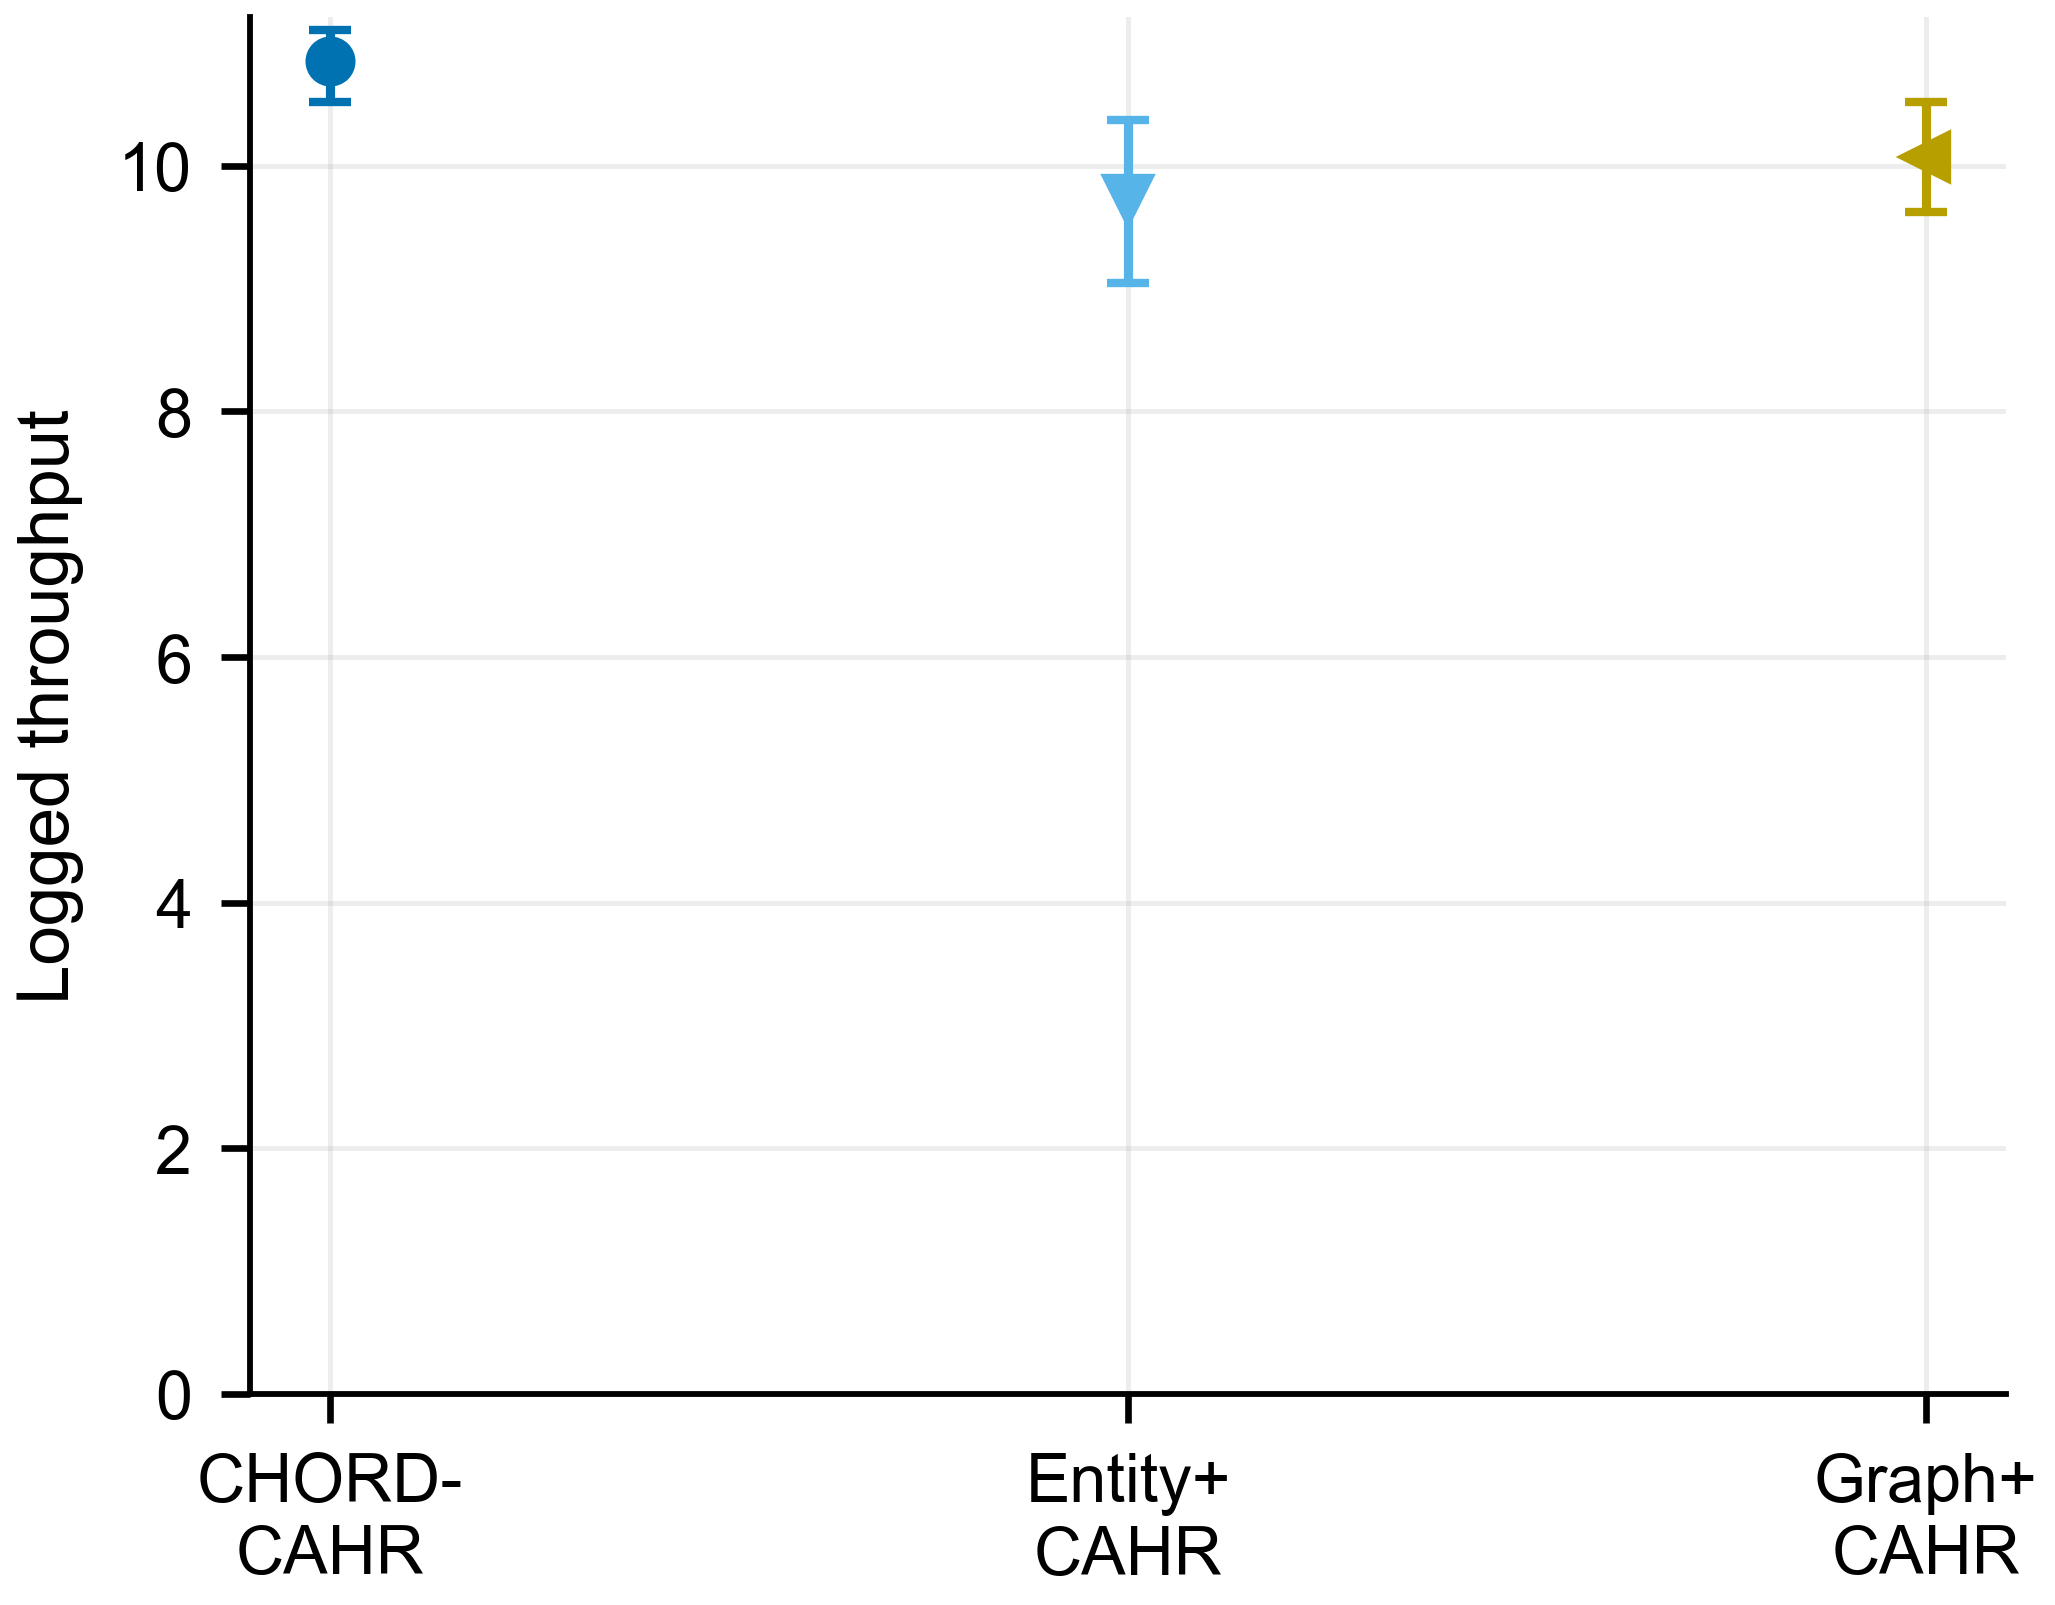 Logged throughput
10
8
6
4
2
0
CHORD-
CAHR
Entity+
CAHR
Graph+
CAHR